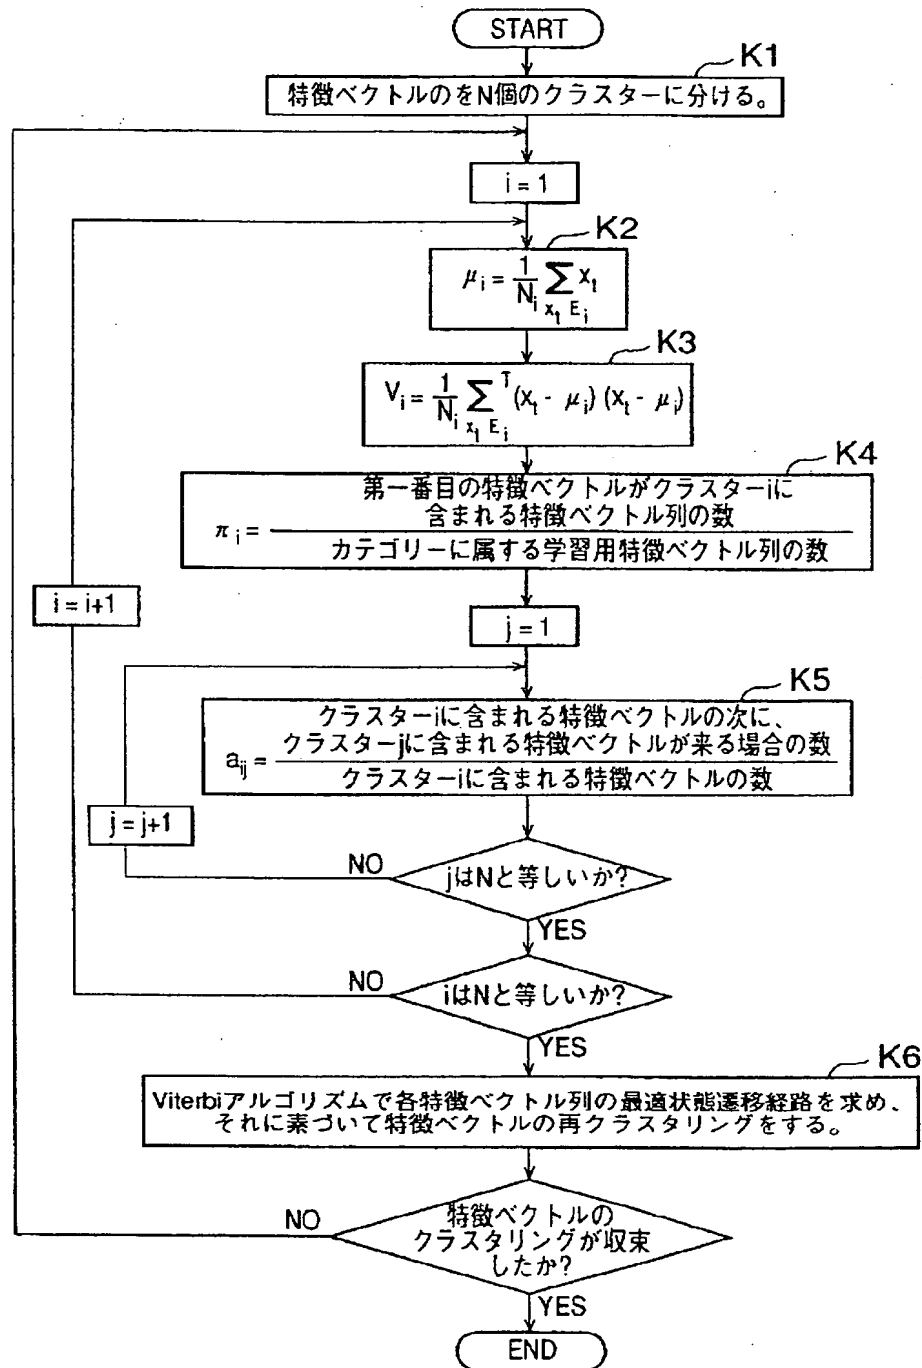 START
K1
特徴ベクトルのをN個のクラスターに分ける。
i = 1
K2
μi = 1/Ni Σ xt Ei xt
K3
Vi = 1/Ni Σ xt Ei T(xt - μi) (xt - μi)
K4
第一番目の特徴ベクトルがクラスターiに
含まれる特徴ベクトル列の数
πi =
カテゴリーに属する学習用特徴ベクトル列の数
i = i+1
j = 1
K5
クラスターiに含まれる特徴ベクトルの次に、
クラスターjに含まれる特徴ベクトルが来る場合の数
aij =
クラスターiに含まれる特徴ベクトルの数
j = j+1
NO
jはNと等しいか?
YES
NO
iはNと等しいか?
YES
K6
Viterbiアルゴリズムで各特徴ベクトル列の最適状態遷移経路を求め、
それに素づいて特徴ベクトルの再クラスタリングをする。
NO
特徴ベクトルの
クラスタリングが収束
したか?
YES
END